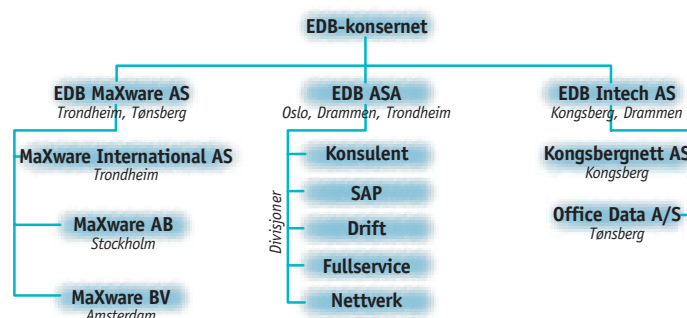 EDB-konsernet
EDB MaXware AS
Trondheim, Tønsberg
MaXware International AS
Trondheim
MaXware AB
Stockholm
MaXware BV
Amsterdam
EDB ASA
Oslo, Drammen, Trondheim
Divisjoner
Konsulent
SAP
Drift
Fullservice
Nettverk
EDB Intech AS
Kongsberg, Drammen
Kongsbergnett AS
Kongsberg
Office Data A/S
Tønsberg